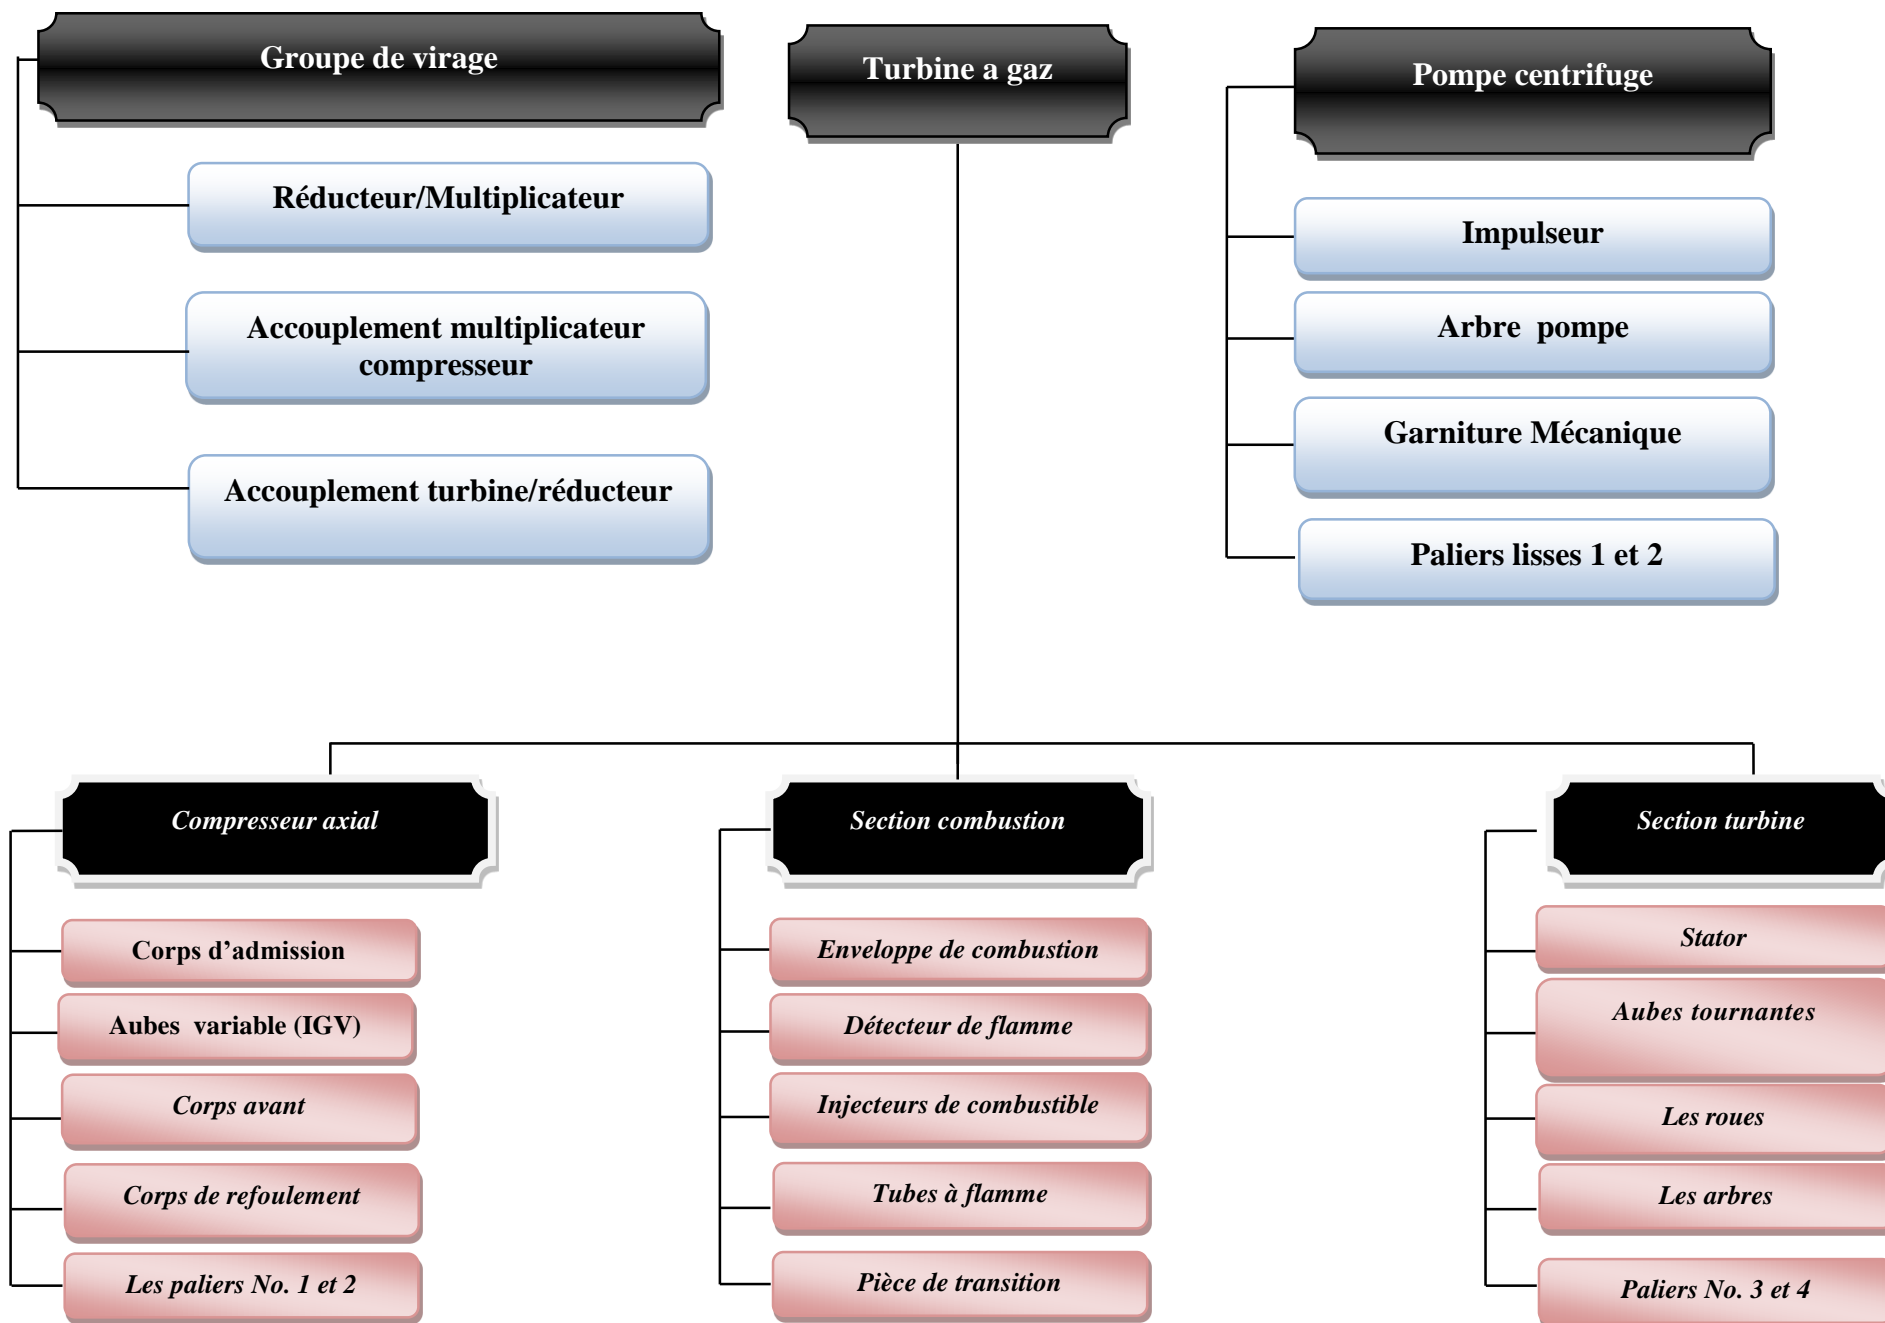 Groupe de virage
Réducteur/Multiplicateur
Accouplement multiplicateur
compresseur
Accouplement turbine/réducteur
Turbine a gaz
Pompe centrifuge
Impulseur
Arbre pompe
Garniture Mécanique
Paliers lisses 1 et 2
Compresseur axial
Corps d’admission
Aubes variable (IGV)
Corps avant
Corps de refoulement
Les paliers No. 1 et 2
Section combustion
Enveloppe de combustion
Détecteur de flamme
Injecteurs de combustible
Tubes à flamme
Pièce de transition
Section turbine
Stator
Aubes tournantes
Les roues
Les arbres
Paliers No. 3 et 4